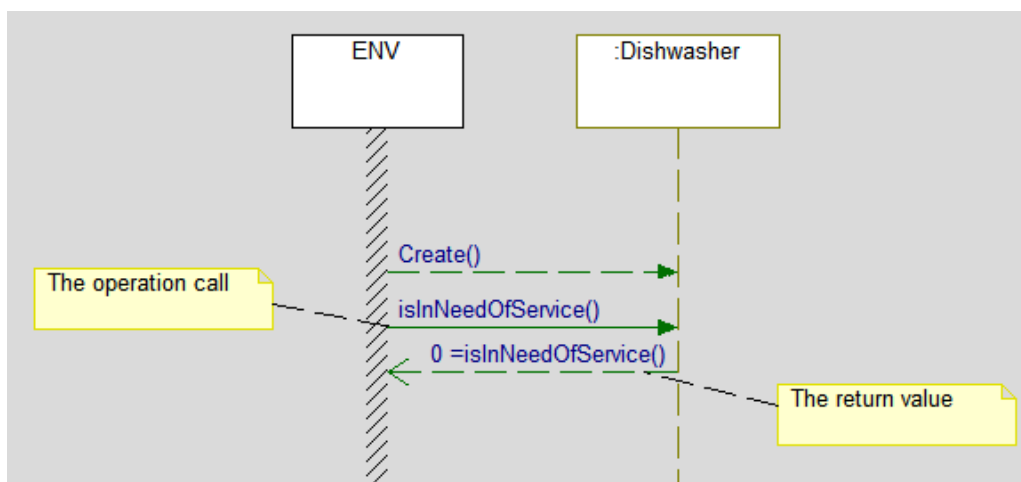 ENV
:Dishwasher
Create()
The operation call
isInNeedOfService()
0 =isInNeedOfService()
The return value